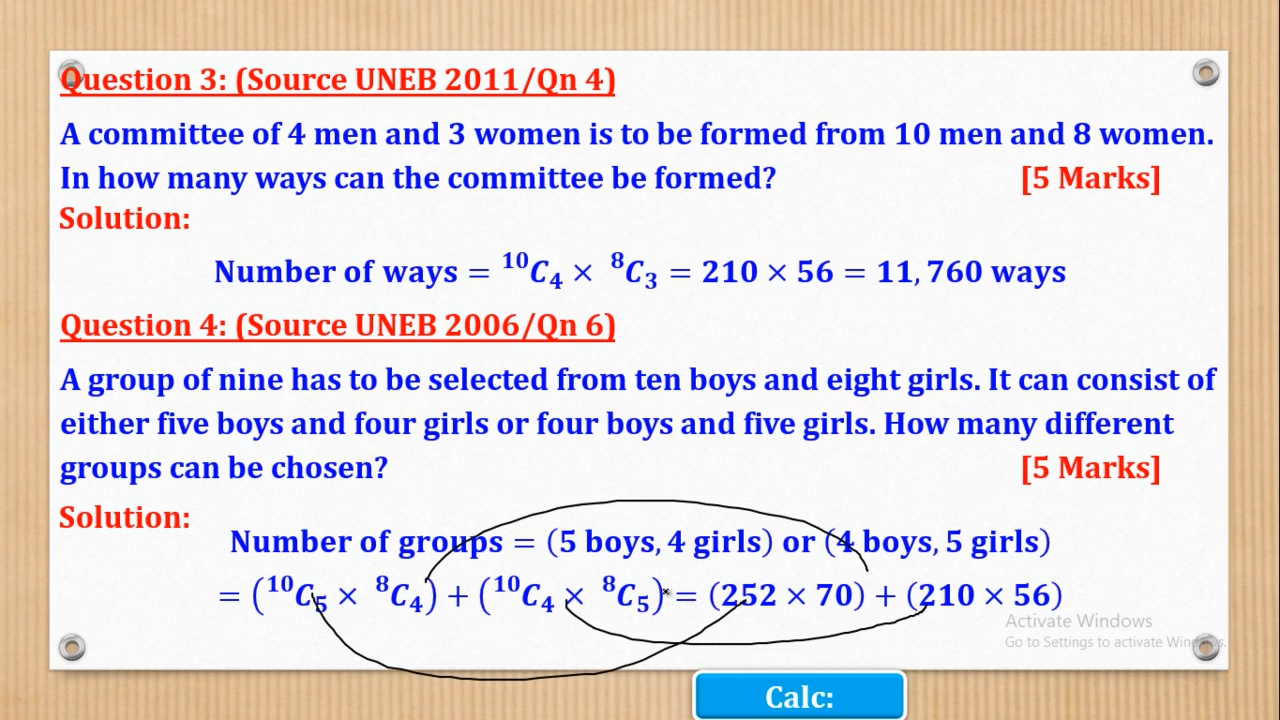 Question 3: (Source UNEB 2011/Qn 4)
A committee of 4 men and 3 women is to be formed from 10 men and 8 women.
In how many ways can the committee be formed? [5 Marks]
Solution:
Number of ways = ¹⁰C₄ × ⁸C₃ = 210 × 56 = 11,760 ways
Question 4: (Source UNEB 2006/Qn 6)
A group of nine has to be selected from ten boys and eight girls. It can consist of
either five boys and four girls or four boys and five girls. How many different
groups can be chosen? [5 Marks]
Solution:
Number of groups = (5 boys, 4 girls) or (4 boys, 5 girls)
= (¹⁰C₅ × ⁸C₄) + (¹⁰C₄ × ⁸C₅) = (252 × 70) + (210 × 56)
Activate Windows
Go to Settings to activate Windows.
Calc: